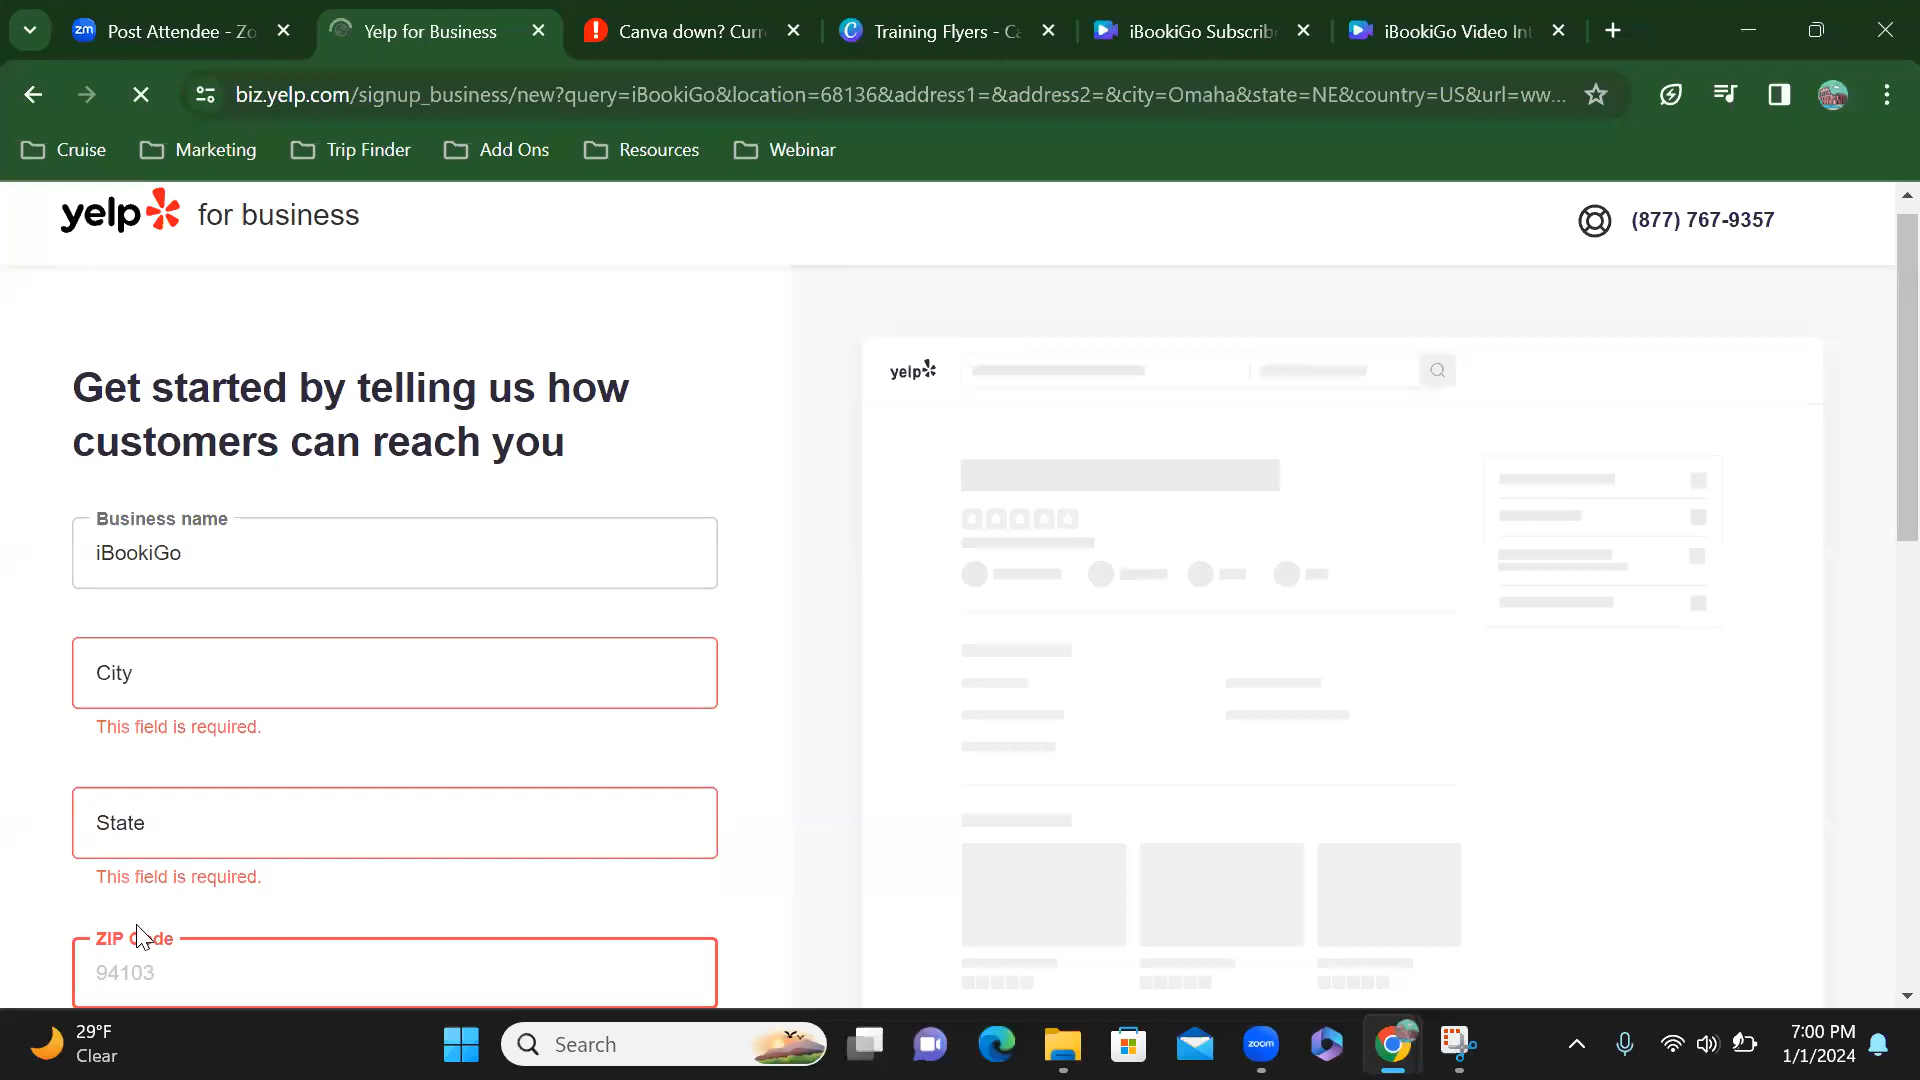 zm Post Attendee - Zo
Yelp for Business
Canva down? Curr
Training Flyers - Ca
iBookiGo Subscrib
iBookiGo Video Int
biz.yelp.com/signup_business/new?query=iBookiGo&location=68136&address1=&address2=&city=Omaha&state=NE&country=US&url=ww...
Cruise
Marketing
Trip Finder
Add Ons
Resources
Webinar
yelp for business
(877) 767-9357
Get started by telling us how
customers can reach you
Business name
iBookiGo
City
This field is required.
State
This field is required.
ZIP Code
94103
yelp
29°F
Clear
Search
zoom
7:00 PM
1/1/2024